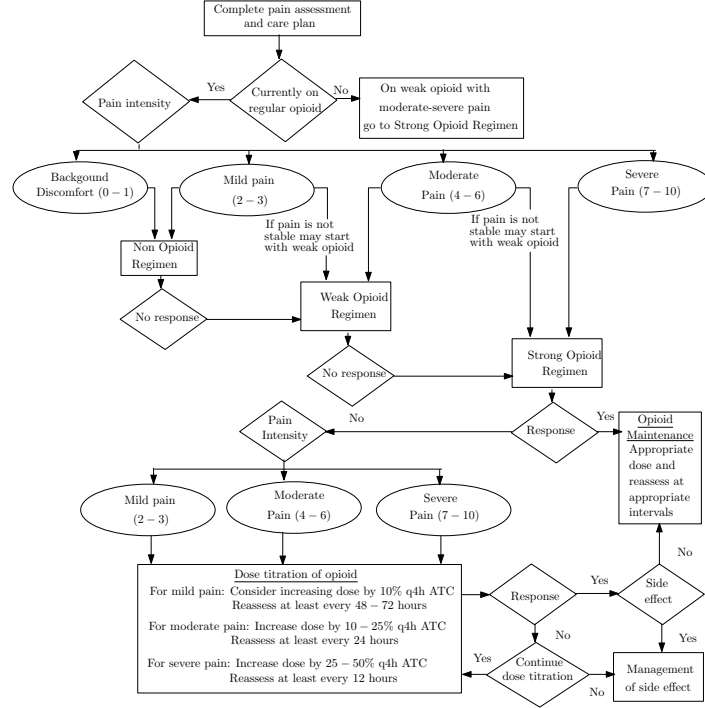 Complete pain assessment
and care plan
Yes
No
Currently on
regular opioid
Pain intensity
On weak opioid with
moderate-severe pain
go to Strong Opioid Regimen
Backgound
Discomfort (0 − 1)
Mild pain
(2 − 3)
Moderate
Pain (4 − 6)
Severe
Pain (7 − 10)
If pain is not
stable may start
with weak opioid
If pain is not
stable may start
with weak opioid
Non Opioid
Regimen
No response
Weak Opioid
Regimen
No response
Strong Opioid
Regimen
Response
No
Yes
Pain
Intensity
Opioid
Maintenance
Appropriate
dose and
reassess at
appropriate
intervals
Mild pain
(2 − 3)
Moderate
Pain (4 − 6)
Severe
Pain (7 − 10)
Dose titration of opioid
For mild pain: Consider increasing dose by 10% q4h ATC
Reassess at least every 48 − 72 hours
For moderate pain: Increase dose by 10 − 25% q4h ATC
Reassess at least every 24 hours
For severe pain: Increase dose by 25 − 50% q4h ATC
Reassess at least every 12 hours
Response
Yes
No
Side
effect
No
Yes
Continue
dose titration
Yes
No
Management
of side effect